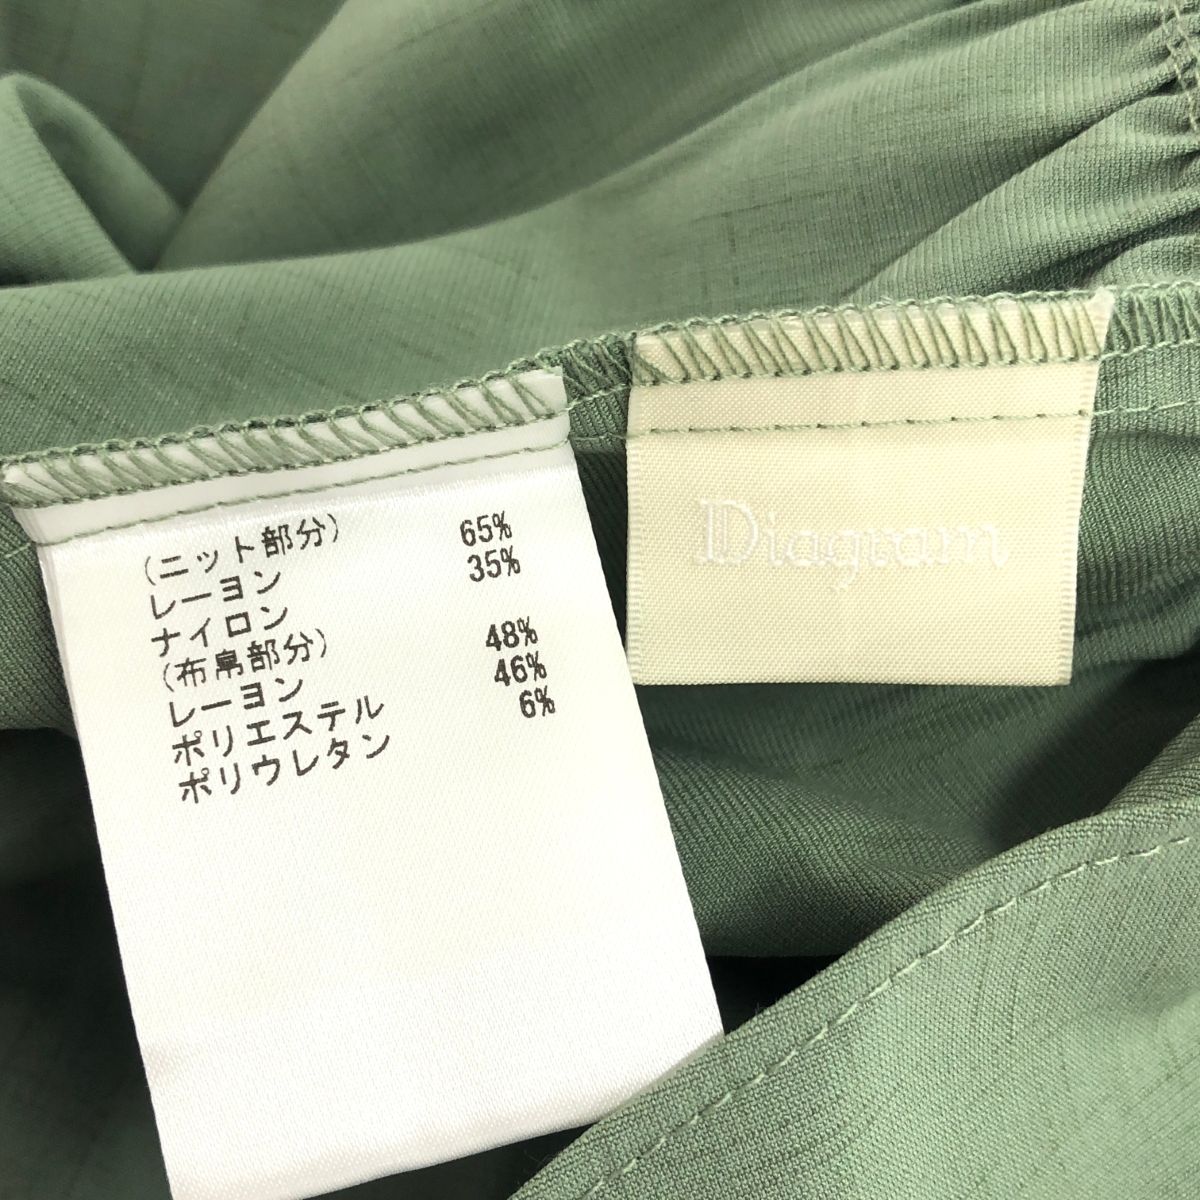 (ニット部分)
レーヨン 65%
ナイロン 35%
(布帛部分)
レーヨン 48%
ポリエステル 46%
ポリウレタン 6%
Diagram